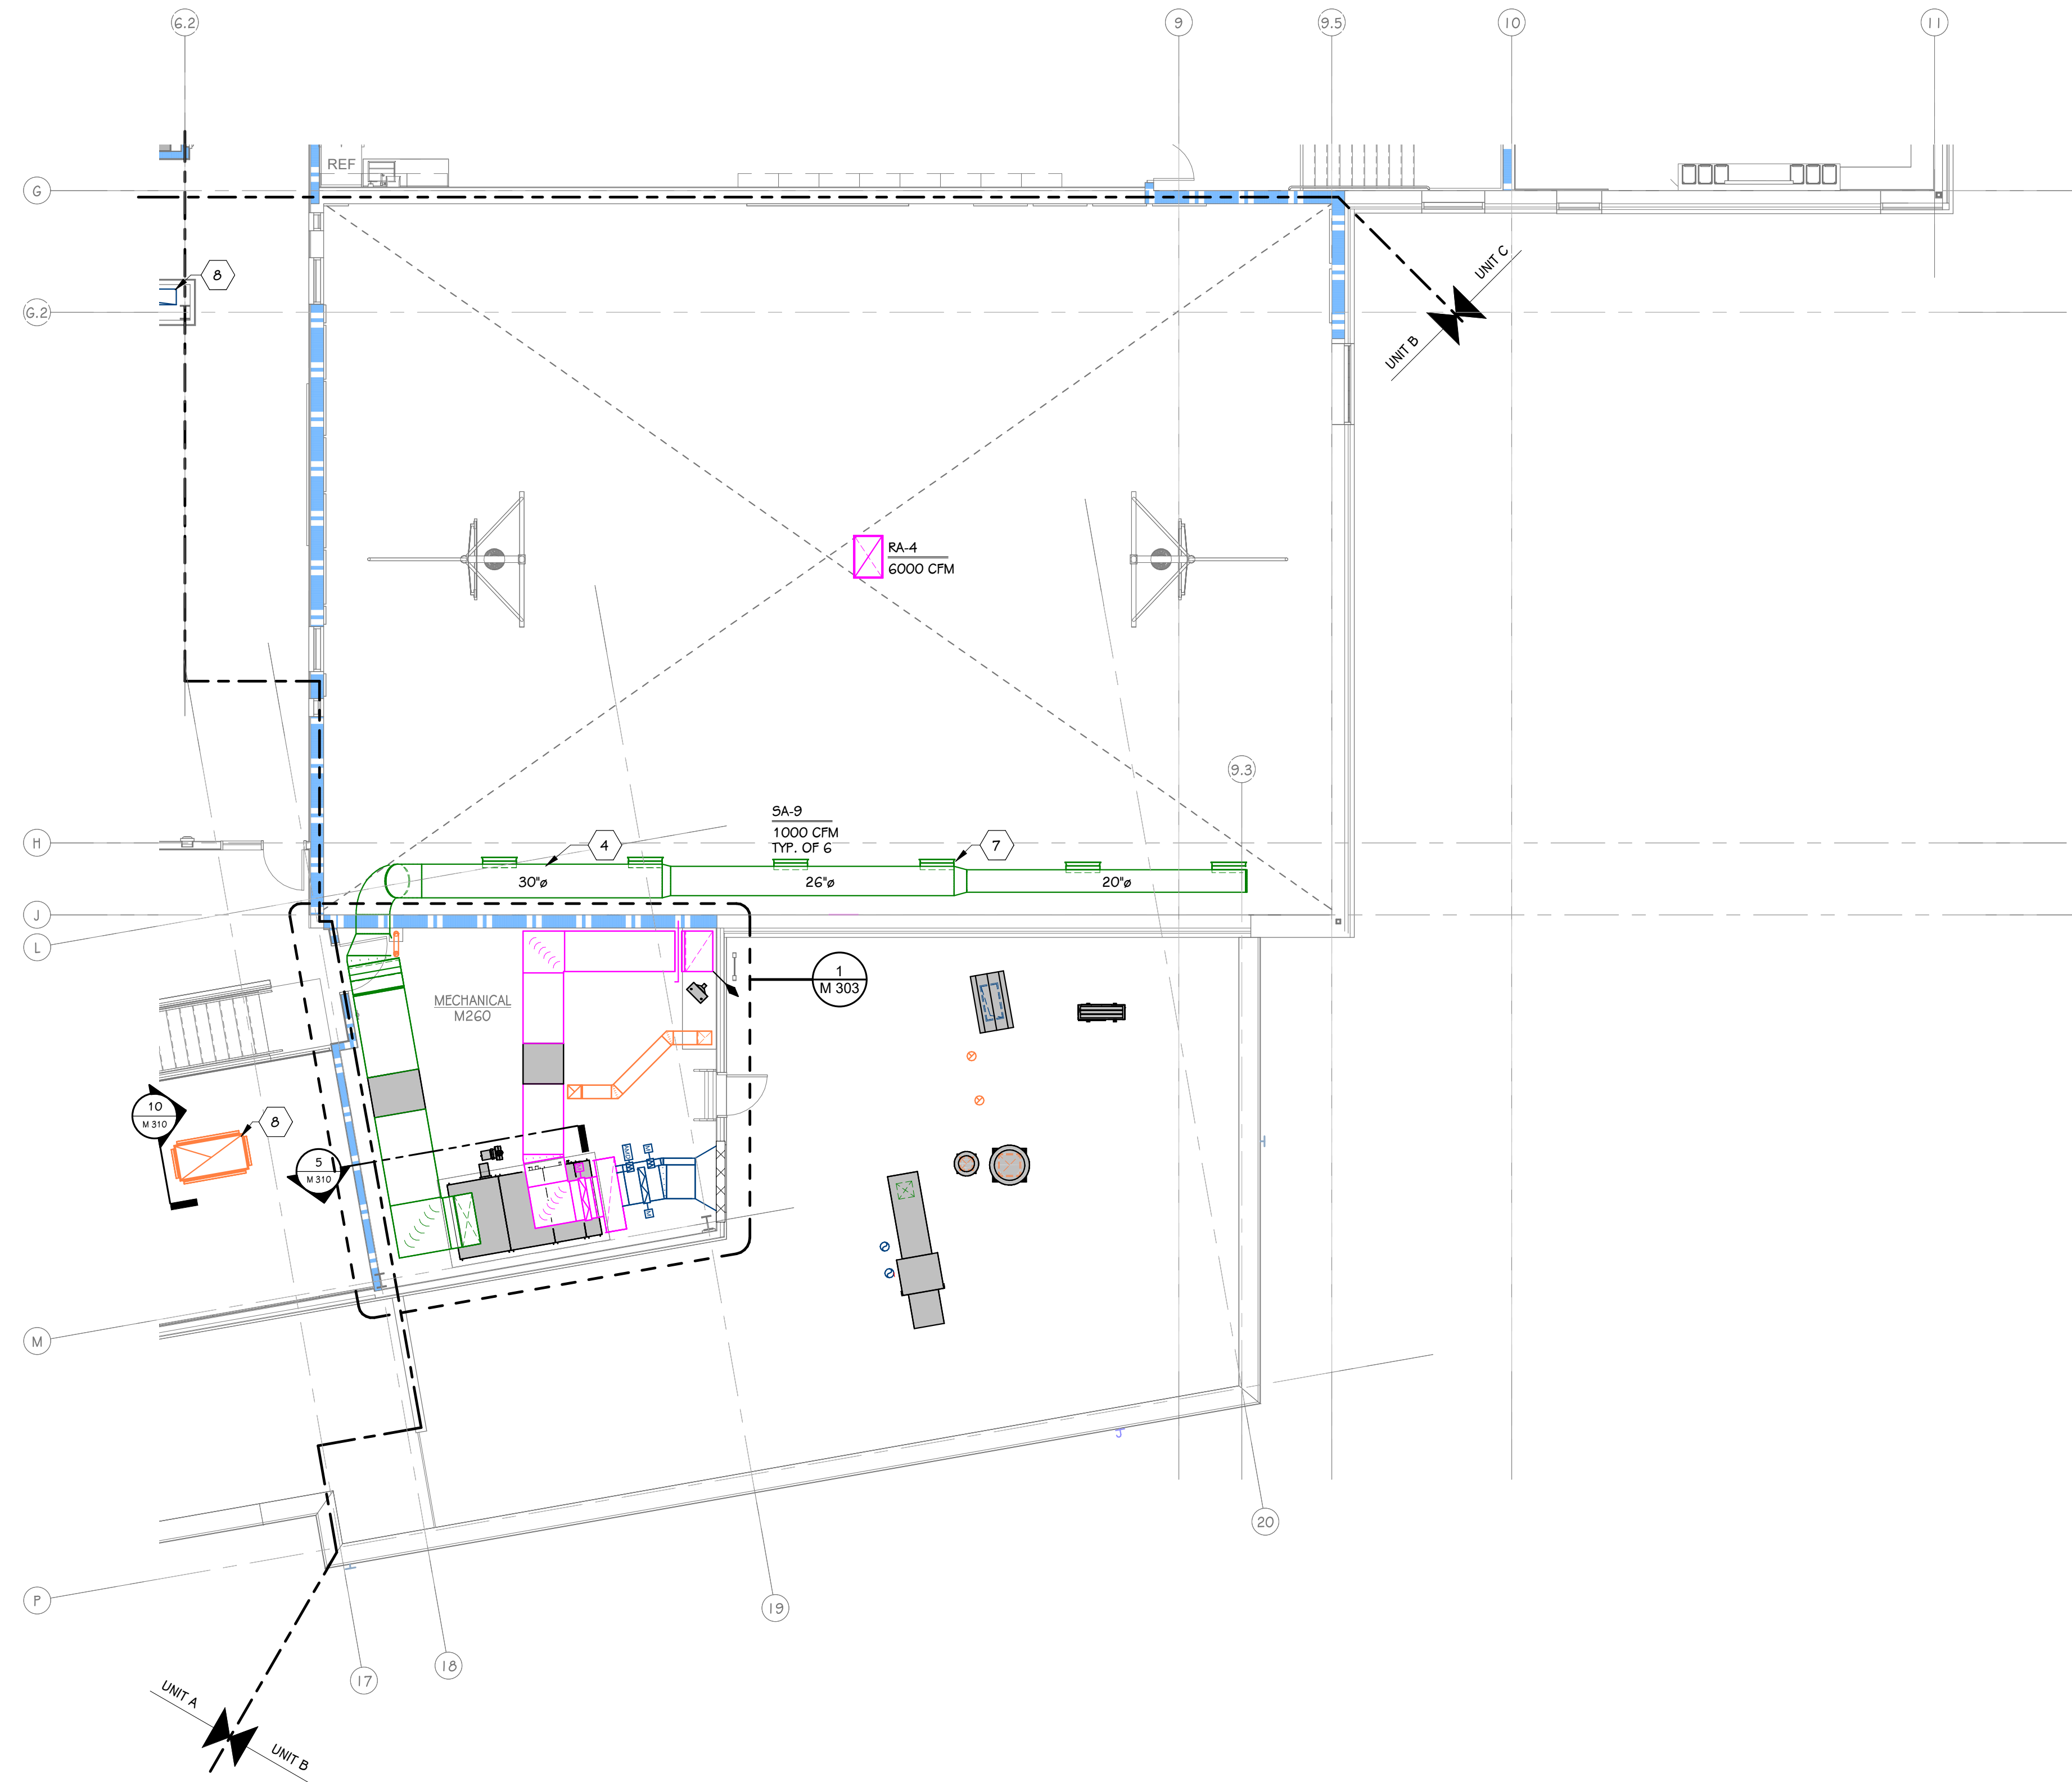 6.2
9
9.5
10
11
REF
G
8
UNIT C
6.2
UNIT B
RA-4
6000 CFM
9.3
SA-9
1000 CFM
TYP. OF 6
H
4
7
30"ø
26"ø
20"ø
J
L
1
M 303
MECHANICAL
M260
10
M 310
8
5
M 310
M
J
20
P
19
18
17
UNIT A
UNIT B